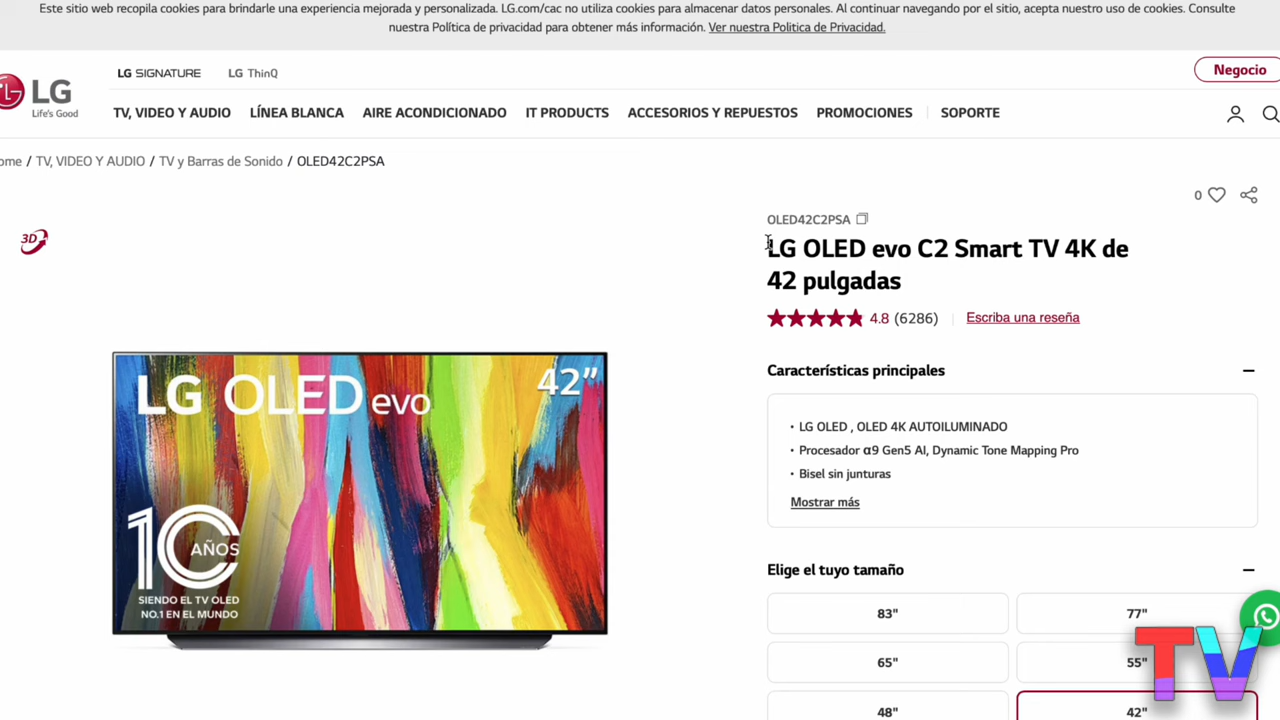 Este sitio web recopila cookies para brindarle una experiencia mejorada y personalizada. LG.com/cac no utiliza cookies para almacenar datos personales. Al continuar navegando por el sitio, acepta nuestro uso de cookies. Consulte
nuestra Política de privacidad para obtener más información. Ver nuestra Politica de Privacidad.
LG SIGNATURE LG ThinQ
Negocio
LG
Life's Good
TV, VIDEO Y AUDIO LÍNEA BLANCA AIRE ACONDICIONADO IT PRODUCTS ACCESORIOS Y REPUESTOS PROMOCIONES SOPORTE
ome / TV, VIDEO Y AUDIO / TV y Barras de Sonido / OLED42C2PSA
0
3D
OLED42C2PSA
LG OLED evo C2 Smart TV 4K de
42 pulgadas
4.8 (6286) Escriba una reseña
Características principales
• LG OLED , OLED 4K AUTOILUMINADO
• Procesador α9 Gen5 AI, Dynamic Tone Mapping Pro
• Bisel sin junturas
Mostrar más
LG OLED evo 42”
10 AÑOS
SIENDO EL TV OLED
NO.1 EN EL MUNDO
Elige el tuyo tamaño
83" 77"
65" 55"
48" 42"
TV